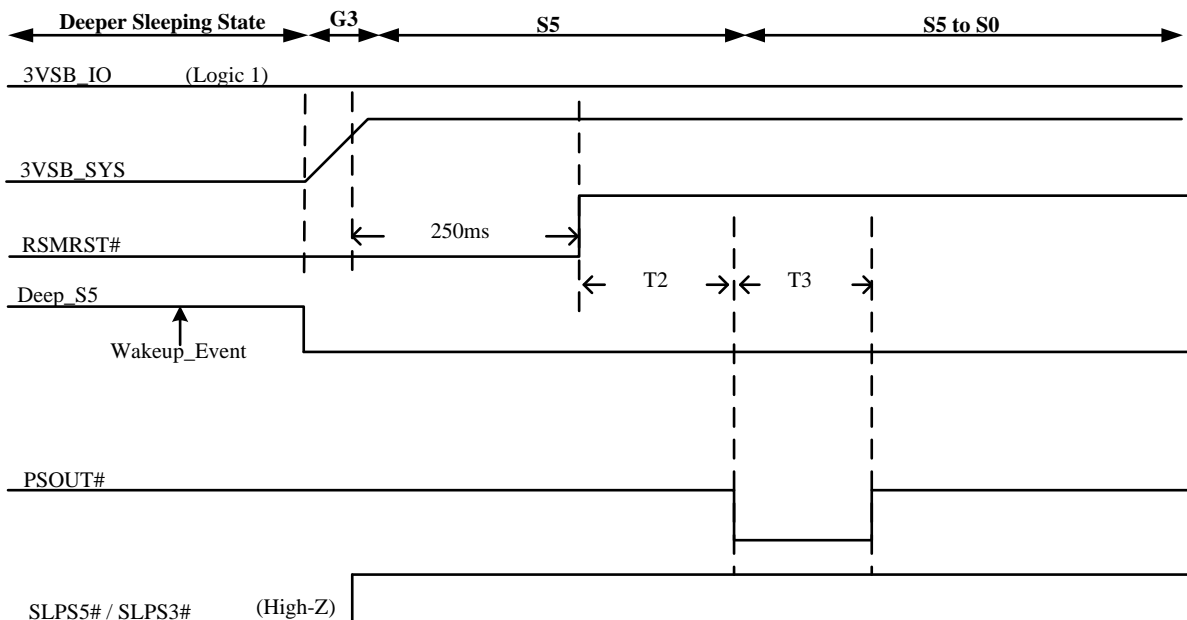 Deeper Sleeping State G3 S5 S5 to S0
3VSB_IO (Logic 1)
3VSB_SYS
250ms
RSMRST#
T2 T3
Deep_S5
Wakeup_Event
PSOUT#
SLPS5# / SLPS3# (High-Z)